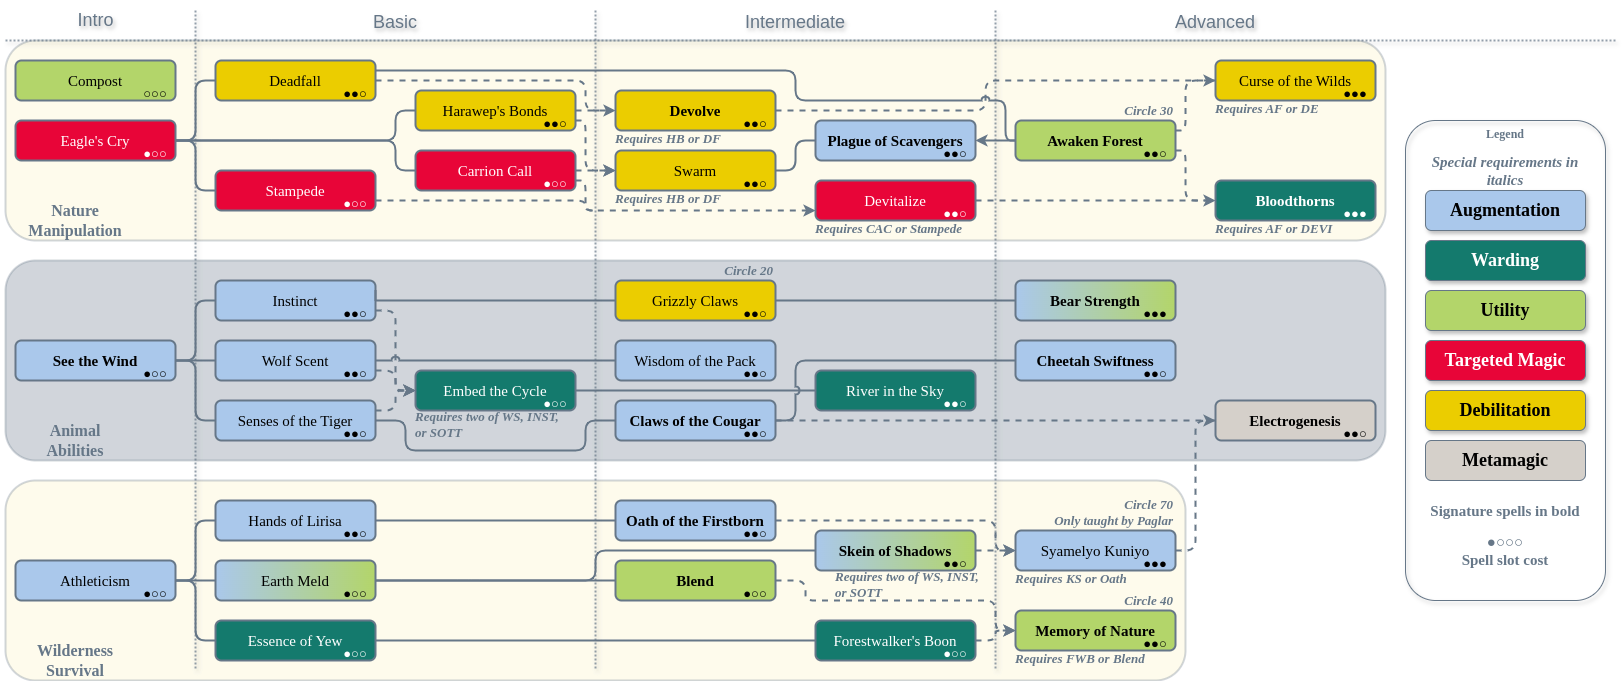 Intro
Basic
Intermediate
Advanced
Compost
○○○
Eagle's Cry
●○○
Nature
Manipulation
Deadfall
●●○
Stampede
●○○
Harawep's Bonds
●●○
Carrion Call
●○○
Devolve
●●○
Requires HB or DF
Swarm
●●○
Requires HB or DF
Plague of Scavengers
●●○
Devitalize
●●○
Requires CAC or Stampede
Circle 30
Awaken Forest
●●○
Curse of the Wilds
●●●
Requires AF or DE
Bloodthorns
●●●
Requires AF or DEVI
See the Wind
●○○
Animal
Abilities
Instinct
●●○
Wolf Scent
●●○
Senses of the Tiger
●●○
Embed the Cycle
●○○
Requires two of WS, INST,
or SOTT
Circle 20
Grizzly Claws
●●○
Wisdom of the Pack
●●○
Claws of the Cougar
●●○
River in the Sky
●●○
Bear Strength
●●●
Cheetah Swiftness
●●○
Electrogenesis
●●○
Athleticism
●○○
Wilderness
Survival
Hands of Lirisa
●●○
Earth Meld
●○○
Essence of Yew
●○○
Oath of the Firstborn
●●○
Blend
●○○
Skein of Shadows
●●○
Requires two of WS, INST,
or SOTT
Forestwalker's Boon
●○○
Circle 70
Only taught by Paglar
Syamelyo Kuniyo
●●●
Requires KS or Oath
Circle 40
Memory of Nature
●●○
Requires FWB or Blend
Legend
Special requirements in
italics
Augmentation
Warding
Utility
Targeted Magic
Debilitation
Metamagic
Signature spells in bold
●○○○
Spell slot cost